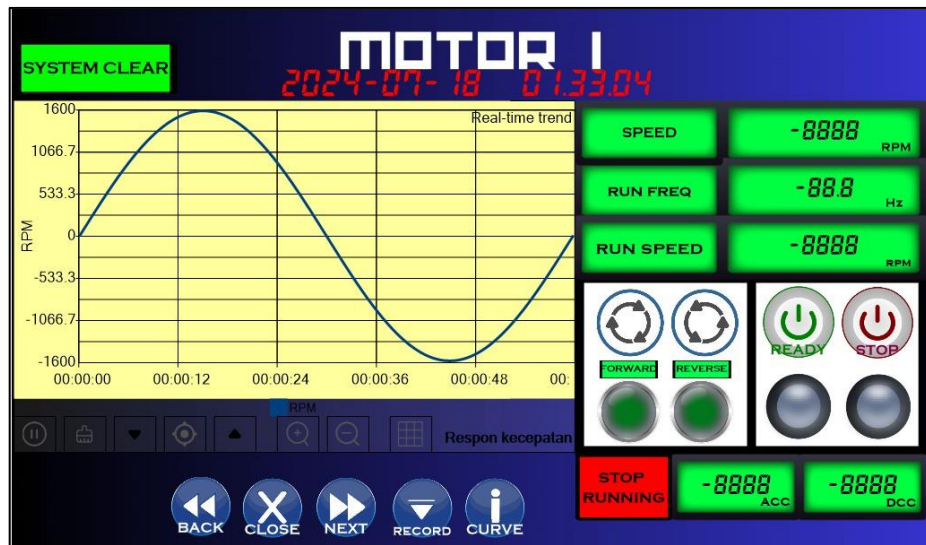 MOTOR I
SYSTEM CLEAR
2024-07-18 01.33.04
Real-time trend
RPM
1600
1066.7
533.3
0
-533.3
-1066.7
-1600
00:00:00 00:00:12 00:00:24 00:00:36 00:00:48 00:
RPM
Respon kecepatan
SPEED -8888 RPM
RUN FREQ -88.8 Hz
RUN SPEED -8888 RPM
FORWARD REVERSE
READY STOP
STOP RUNNING
-8888 ACC
-8888 DCC
BACK CLOSE NEXT RECORD CURVE